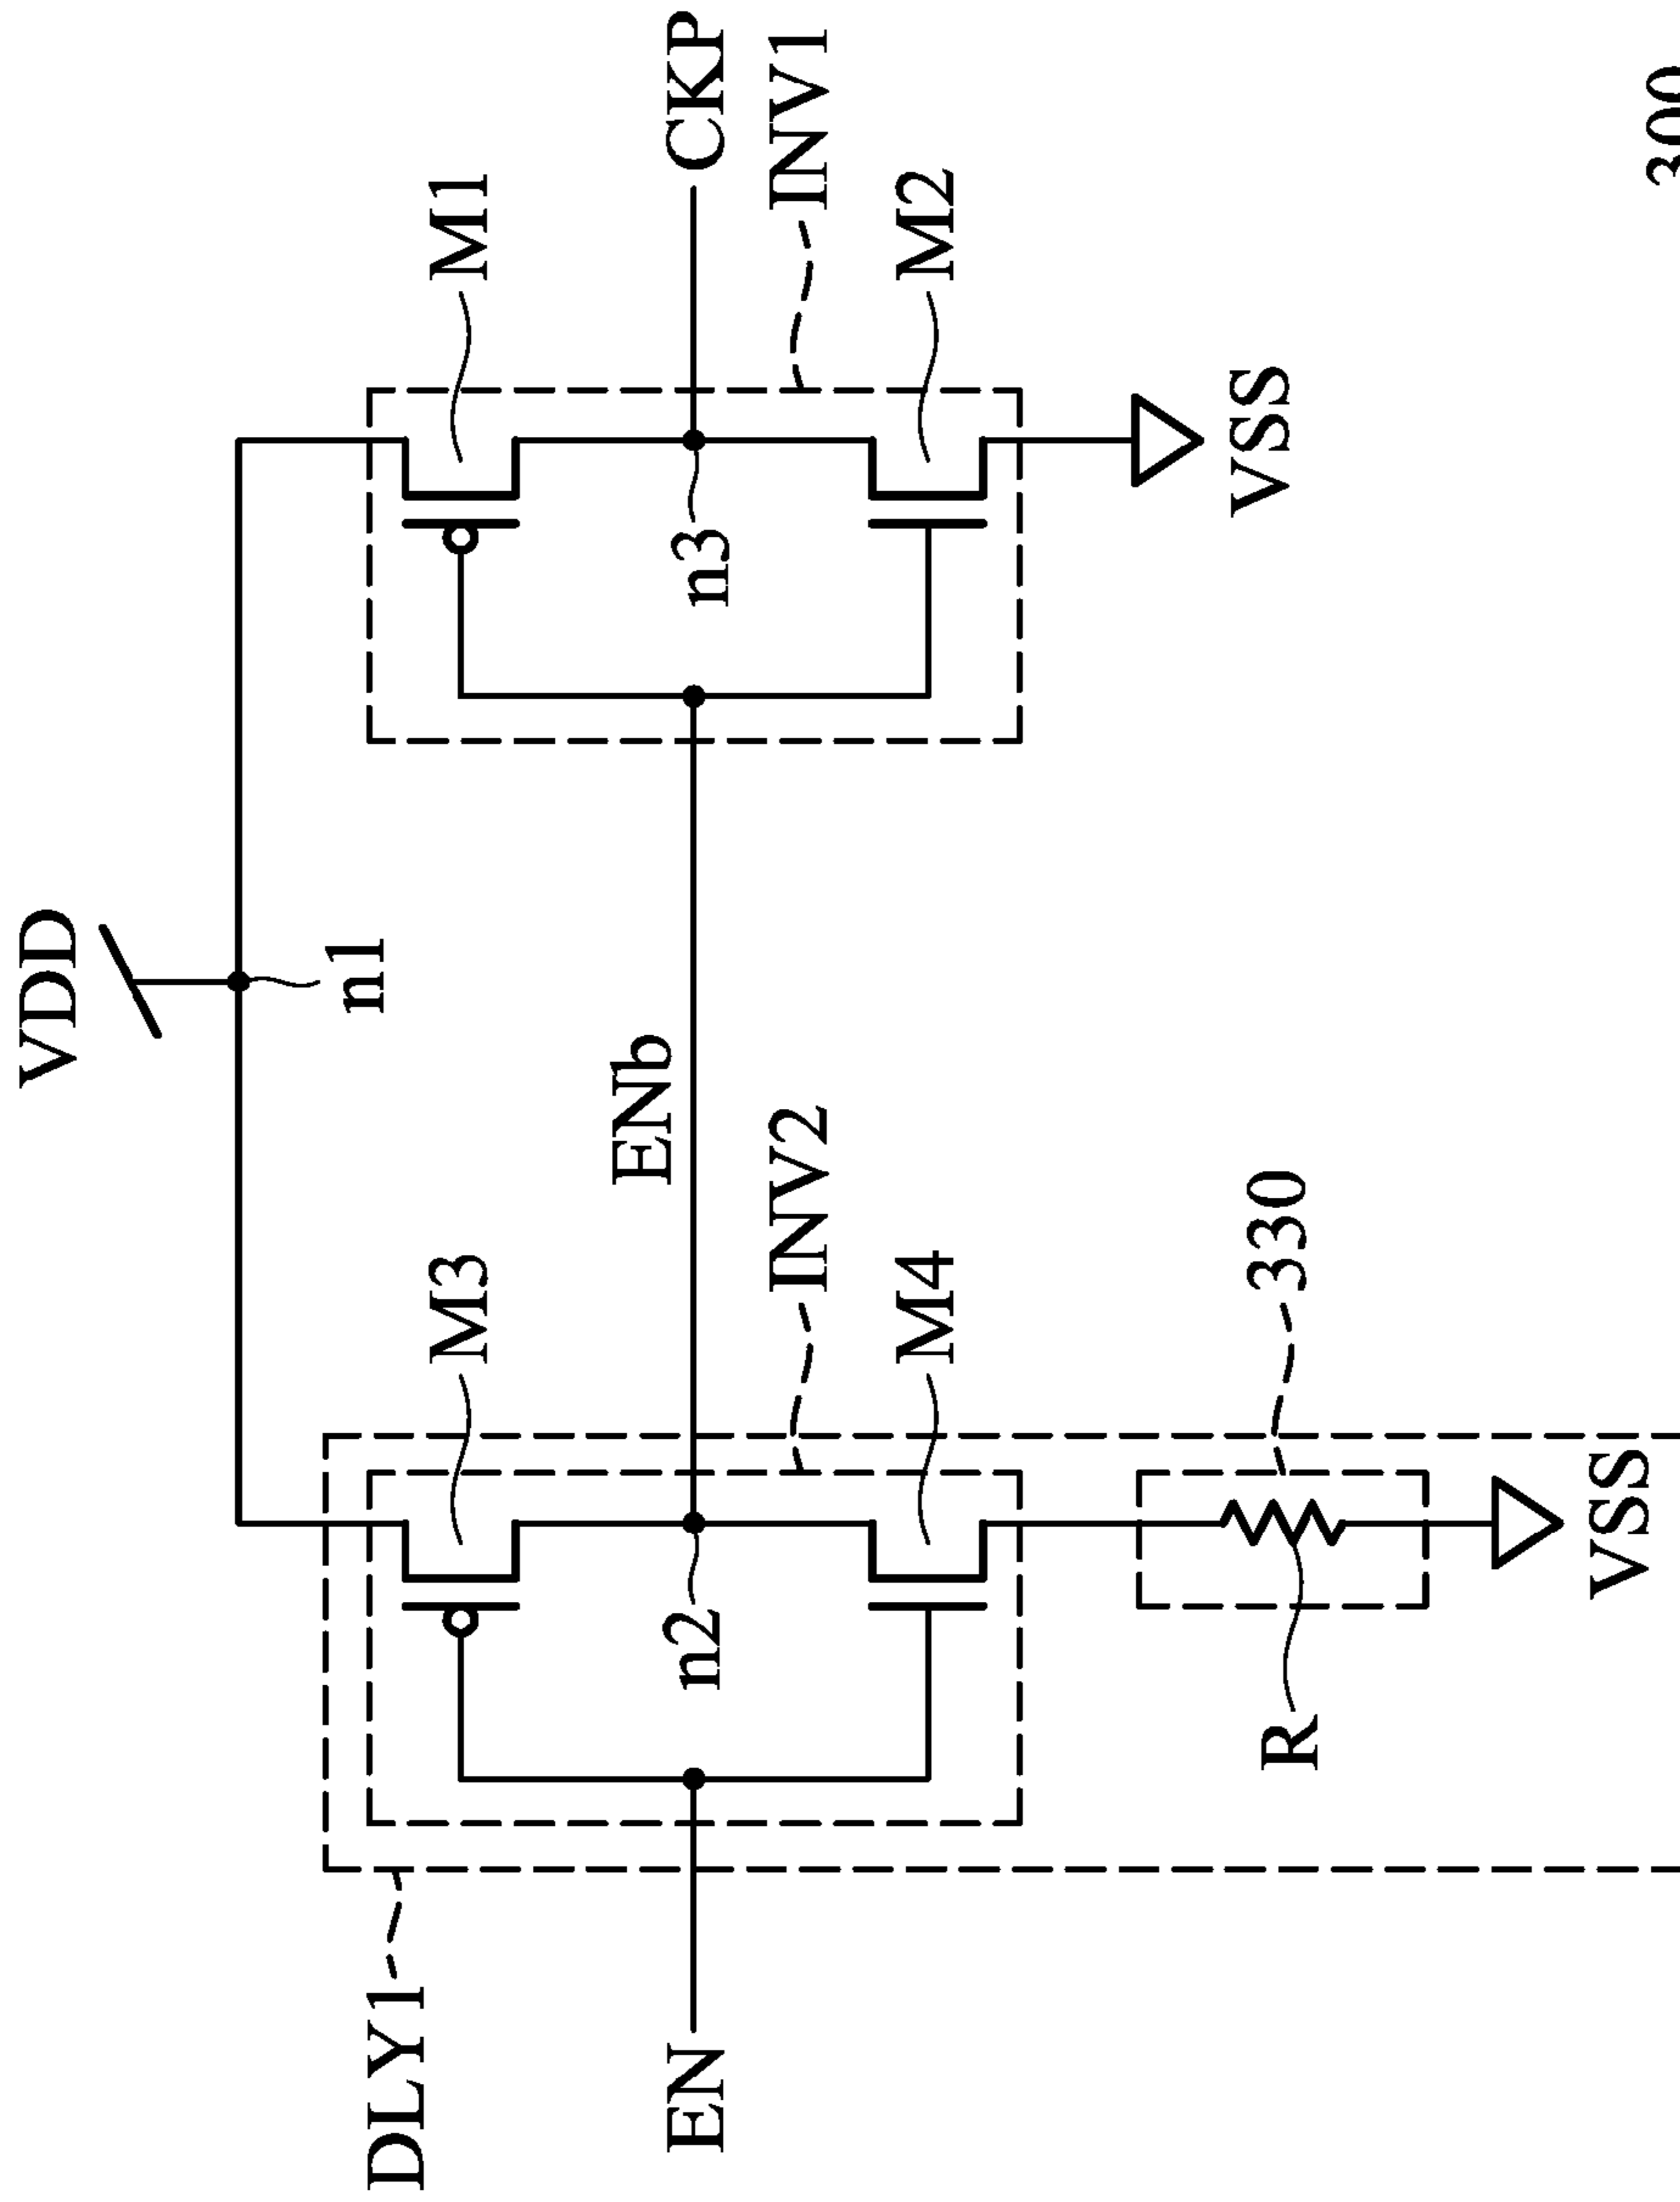 VDD
n1
M3
M1
ENb
DLY1
EN
n2
n3
CKP
INV2
INV1
M4
M2
R
330
VSS
VSS
300